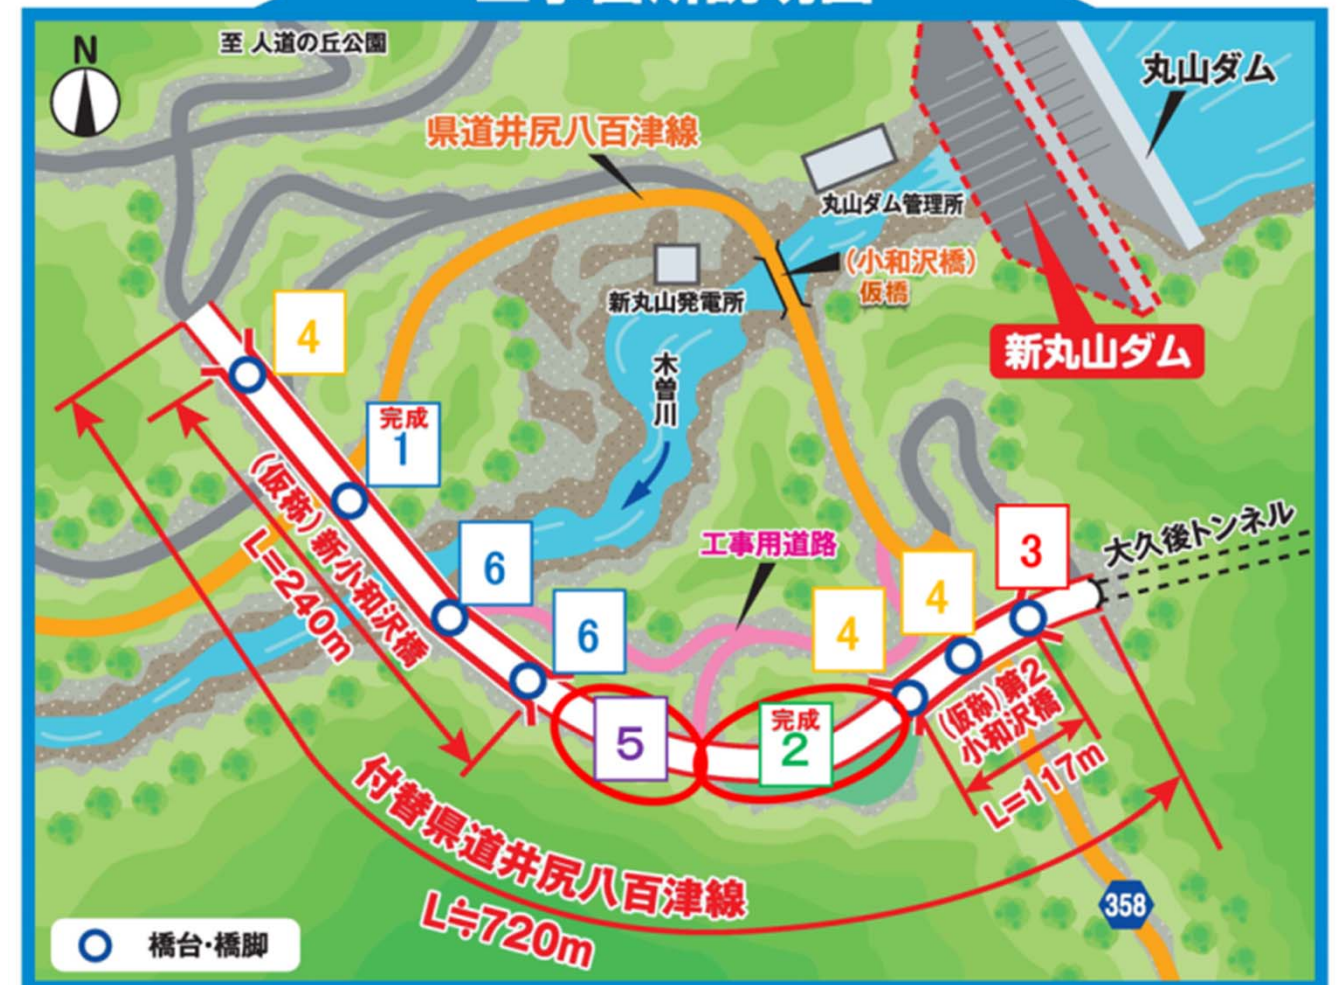 N
至 人道の丘公園
丸山ダム
県道井尻八百津線
丸山ダム管理所
(小和沢橋)
仮橋
新丸山発電所
新丸山ダム
木曽川
4
完成
1
(仮称)新小和沢橋
L=240m
6
6
工事用道路
4
4
3
大久後トンネル
5
完成
2
(仮称)第2
小和沢橋
L=117m
付替県道井尻八百津線
L≒720m
358
橋台・橋脚